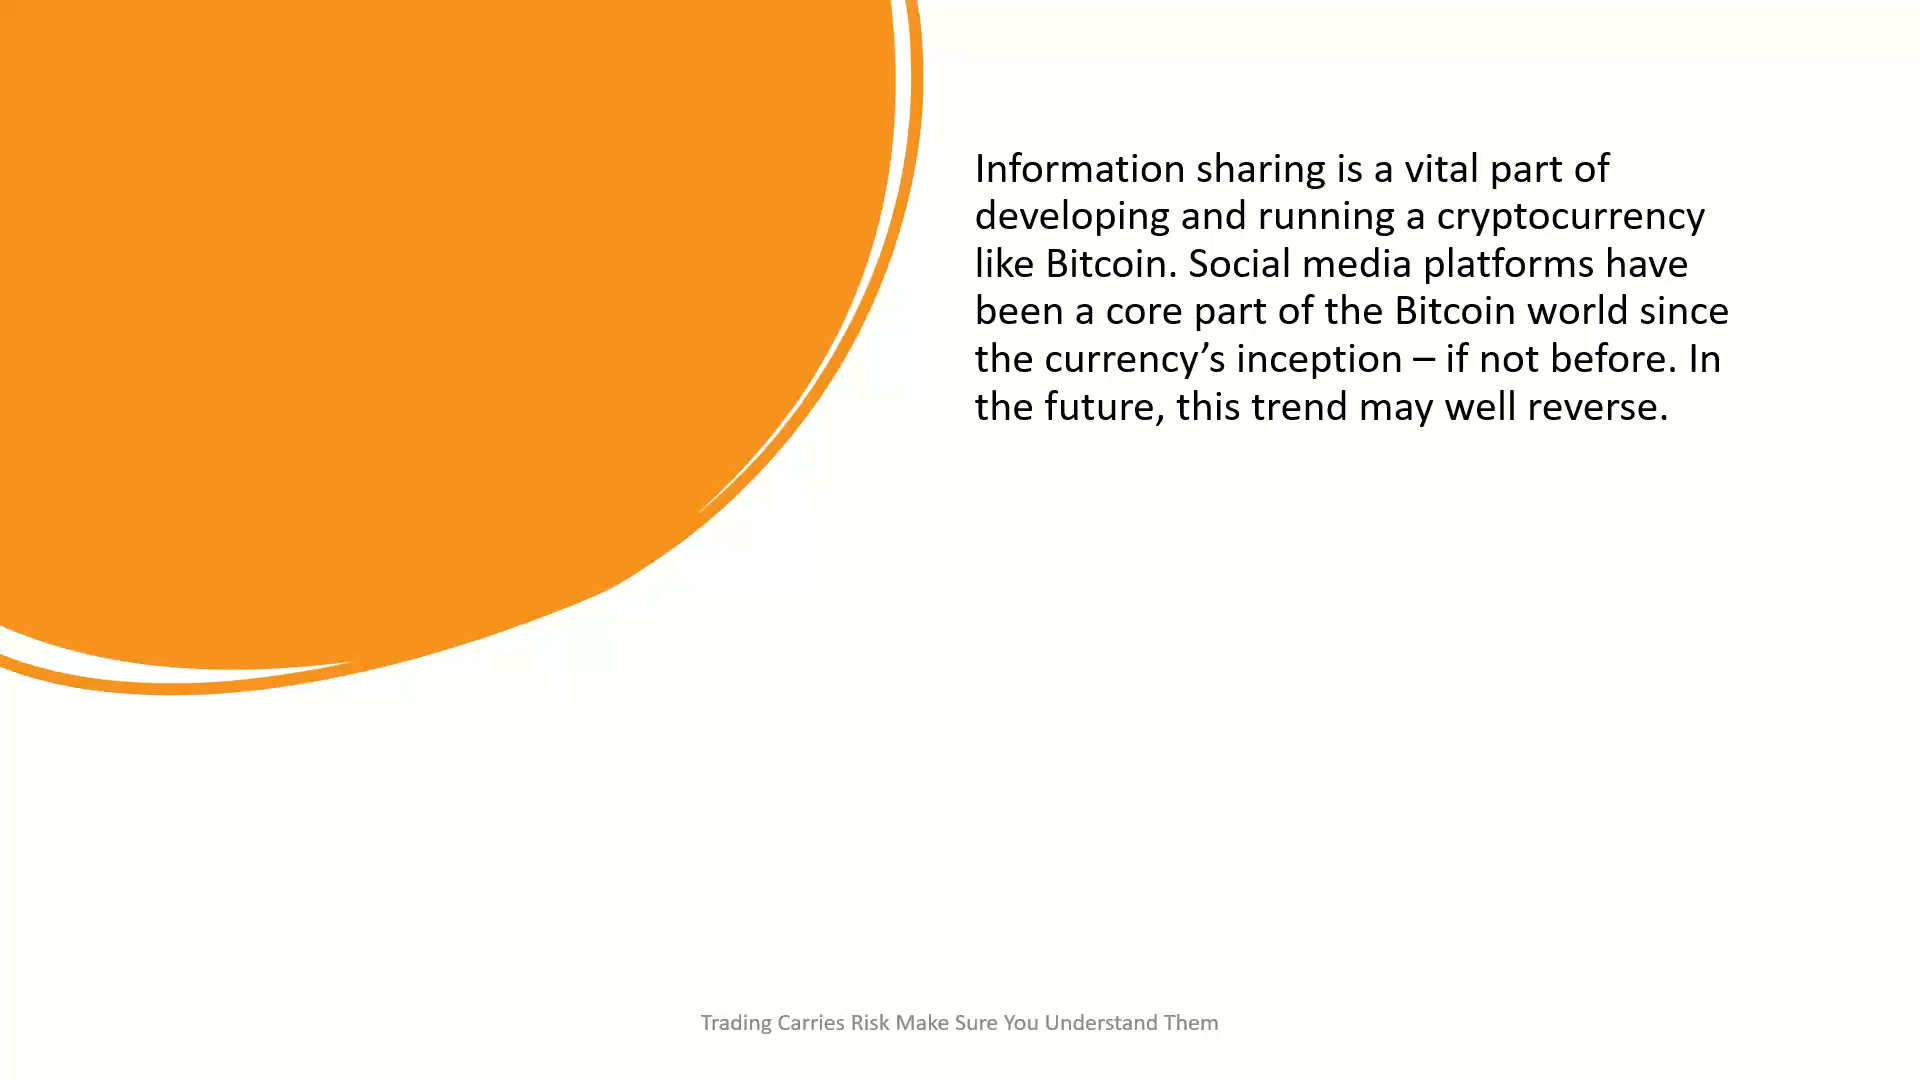 Information sharing is a vital part of
developing and running a cryptocurrency
like Bitcoin. Social media platforms have
been a core part of the Bitcoin world since
the currency’s inception – if not before. In
the future, this trend may well reverse.
Trading Carries Risk Make Sure You Understand Them